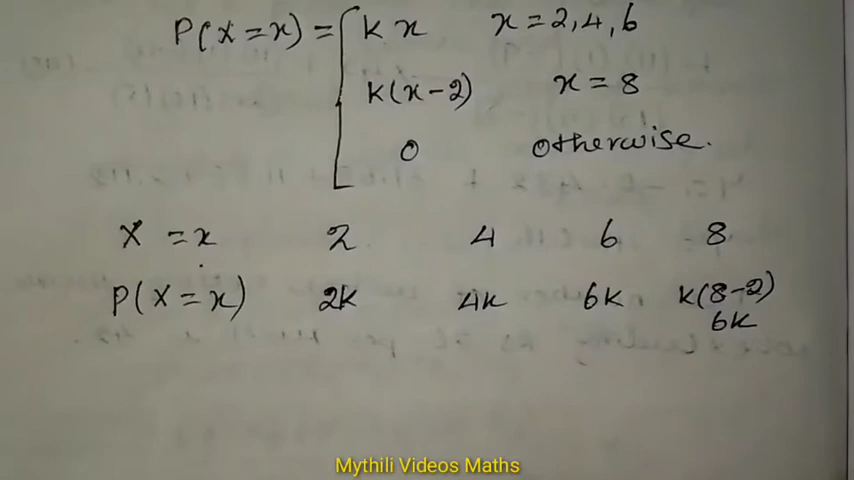 P(X=x) = { kx x=2,4,6
k(x-2) x=8
0 otherwise.
X = x 2 4 6 8
P(X=x) 2k 4k 6k k(8-2)
6k
Mythili Videos Maths